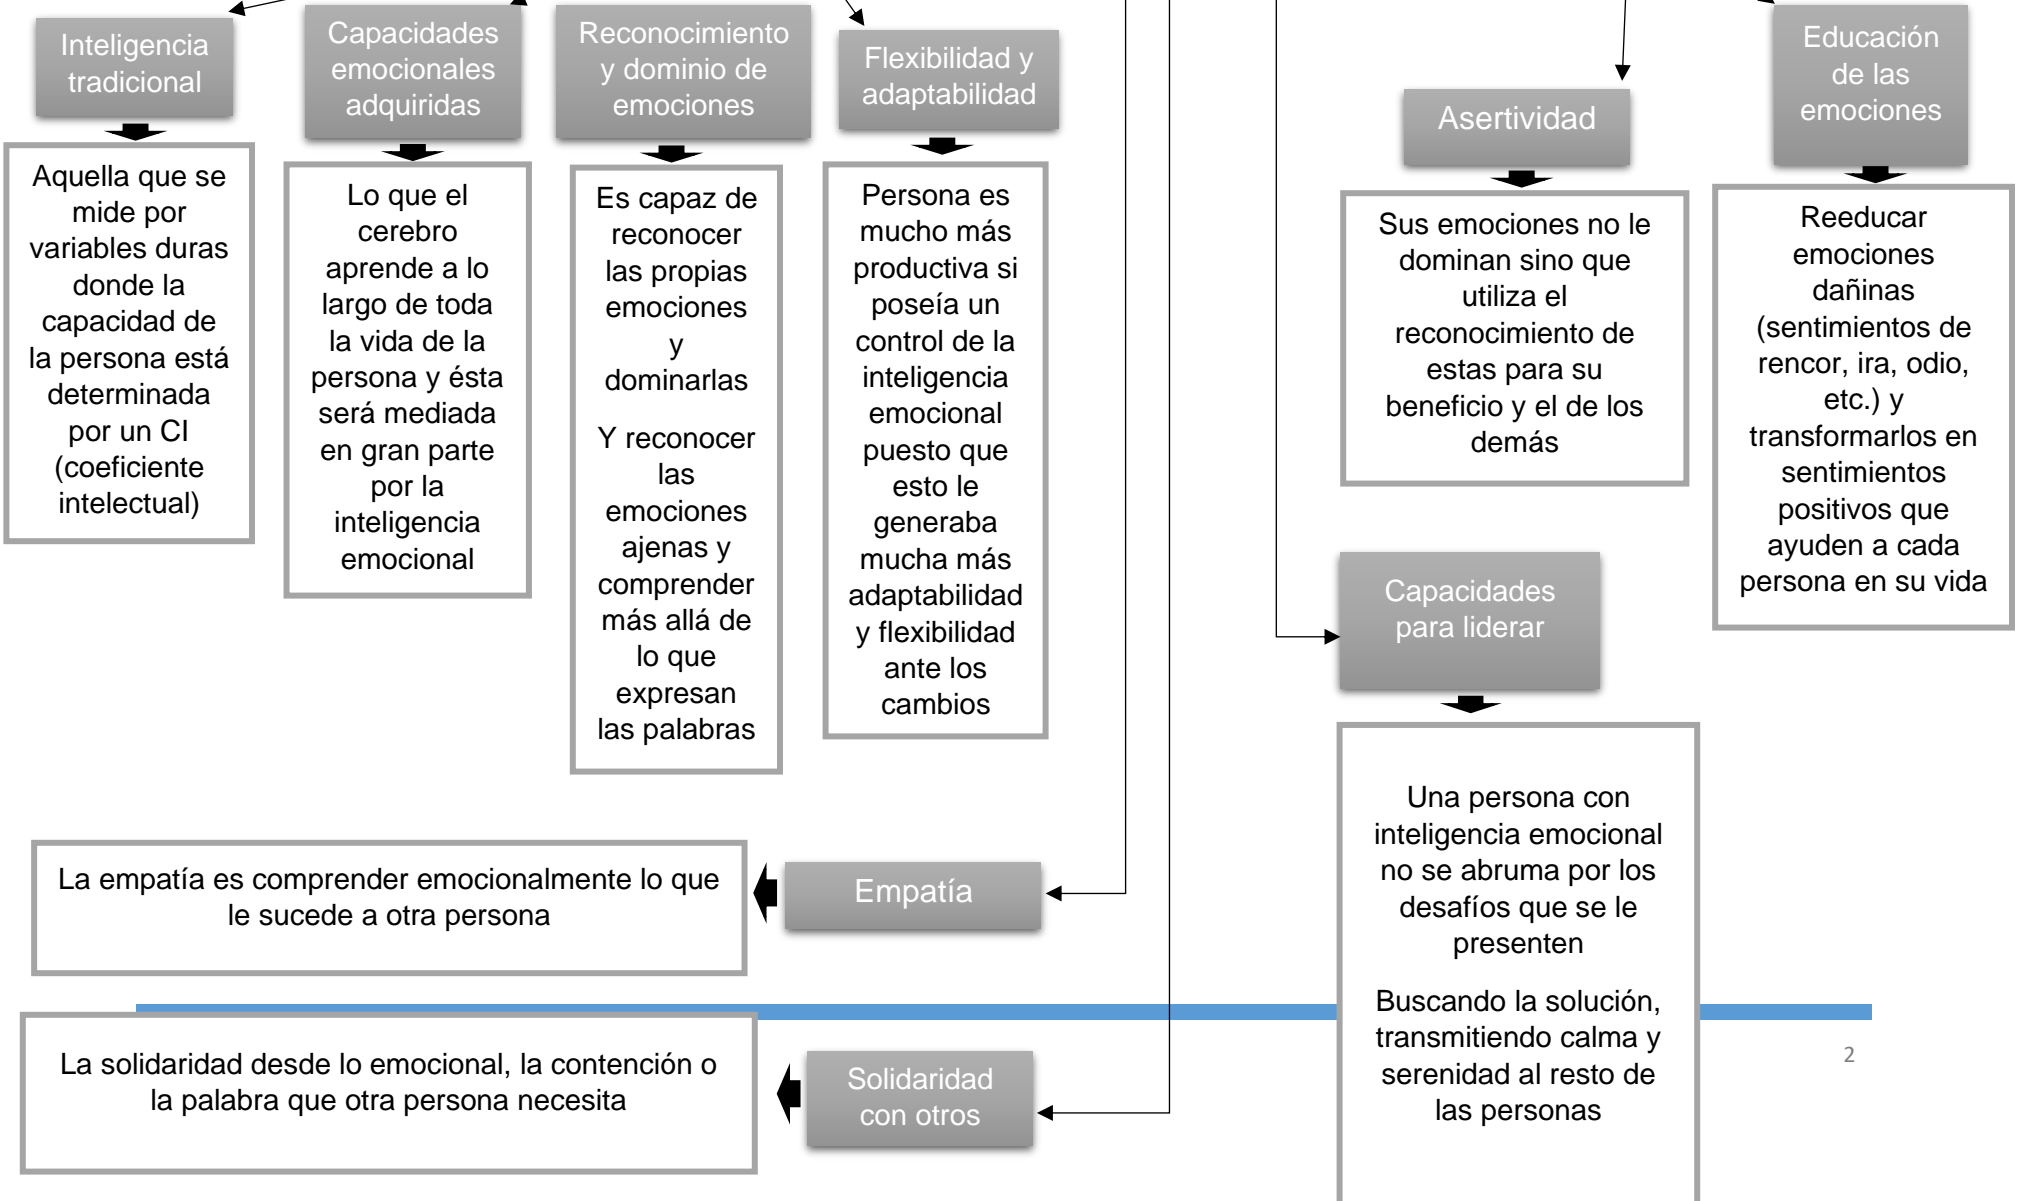 Inteligencia
tradicional
Aquella que se
mide por
variables duras
donde la
capacidad de
la persona está
determinada
por un CI
(coeficiente
intelectual)
Capacidades
emocionales
adquiridas
Lo que el
cerebro
aprende a lo
largo de toda
la vida de la
persona y ésta
será mediada
en gran parte
por la
inteligencia
emocional
Reconocimiento
y dominio de
emociones
Es capaz de
reconocer
las propias
emociones
y
dominarlas
Y reconocer
las
emociones
ajenas y
comprender
más allá de
lo que
expresan
las palabras
Flexibilidad y
adaptabilidad
Persona es
mucho más
productiva si
poseía un
control de la
inteligencia
emocional
puesto que
esto le
generaba
mucha más
adaptabilidad
y flexibilidad
ante los
cambios
Asertividad
Sus emociones no le
dominan sino que
utiliza el
reconocimiento de
estas para su
beneficio y el de los
demás
Educación
de las
emociones
Reeducar
emociones
dañinas
(sentimientos de
rencor, ira, odio,
etc.) y
transformarlos en
sentimientos
positivos que
ayuden a cada
persona en su vida
Capacidades
para liderar
Una persona con
inteligencia emocional
no se abruma por los
desafíos que se le
presenten
Buscando la solución,
transmitiendo calma y
serenidad al resto de
las personas
Empatía
La empatía es comprender emocionalmente lo que
le sucede a otra persona
Solidaridad
con otros
La solidaridad desde lo emocional, la contención o
la palabra que otra persona necesita
2